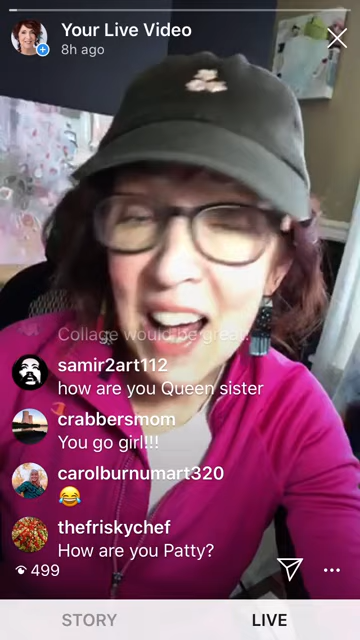 Your Live Video
8h ago
Collage would be great!
samir2art112
how are you Queen sister
crabbersmom
You go girl!!!
carolburnumart320
😂
thefriskychef
How are you Patty?
499
STORY
LIVE